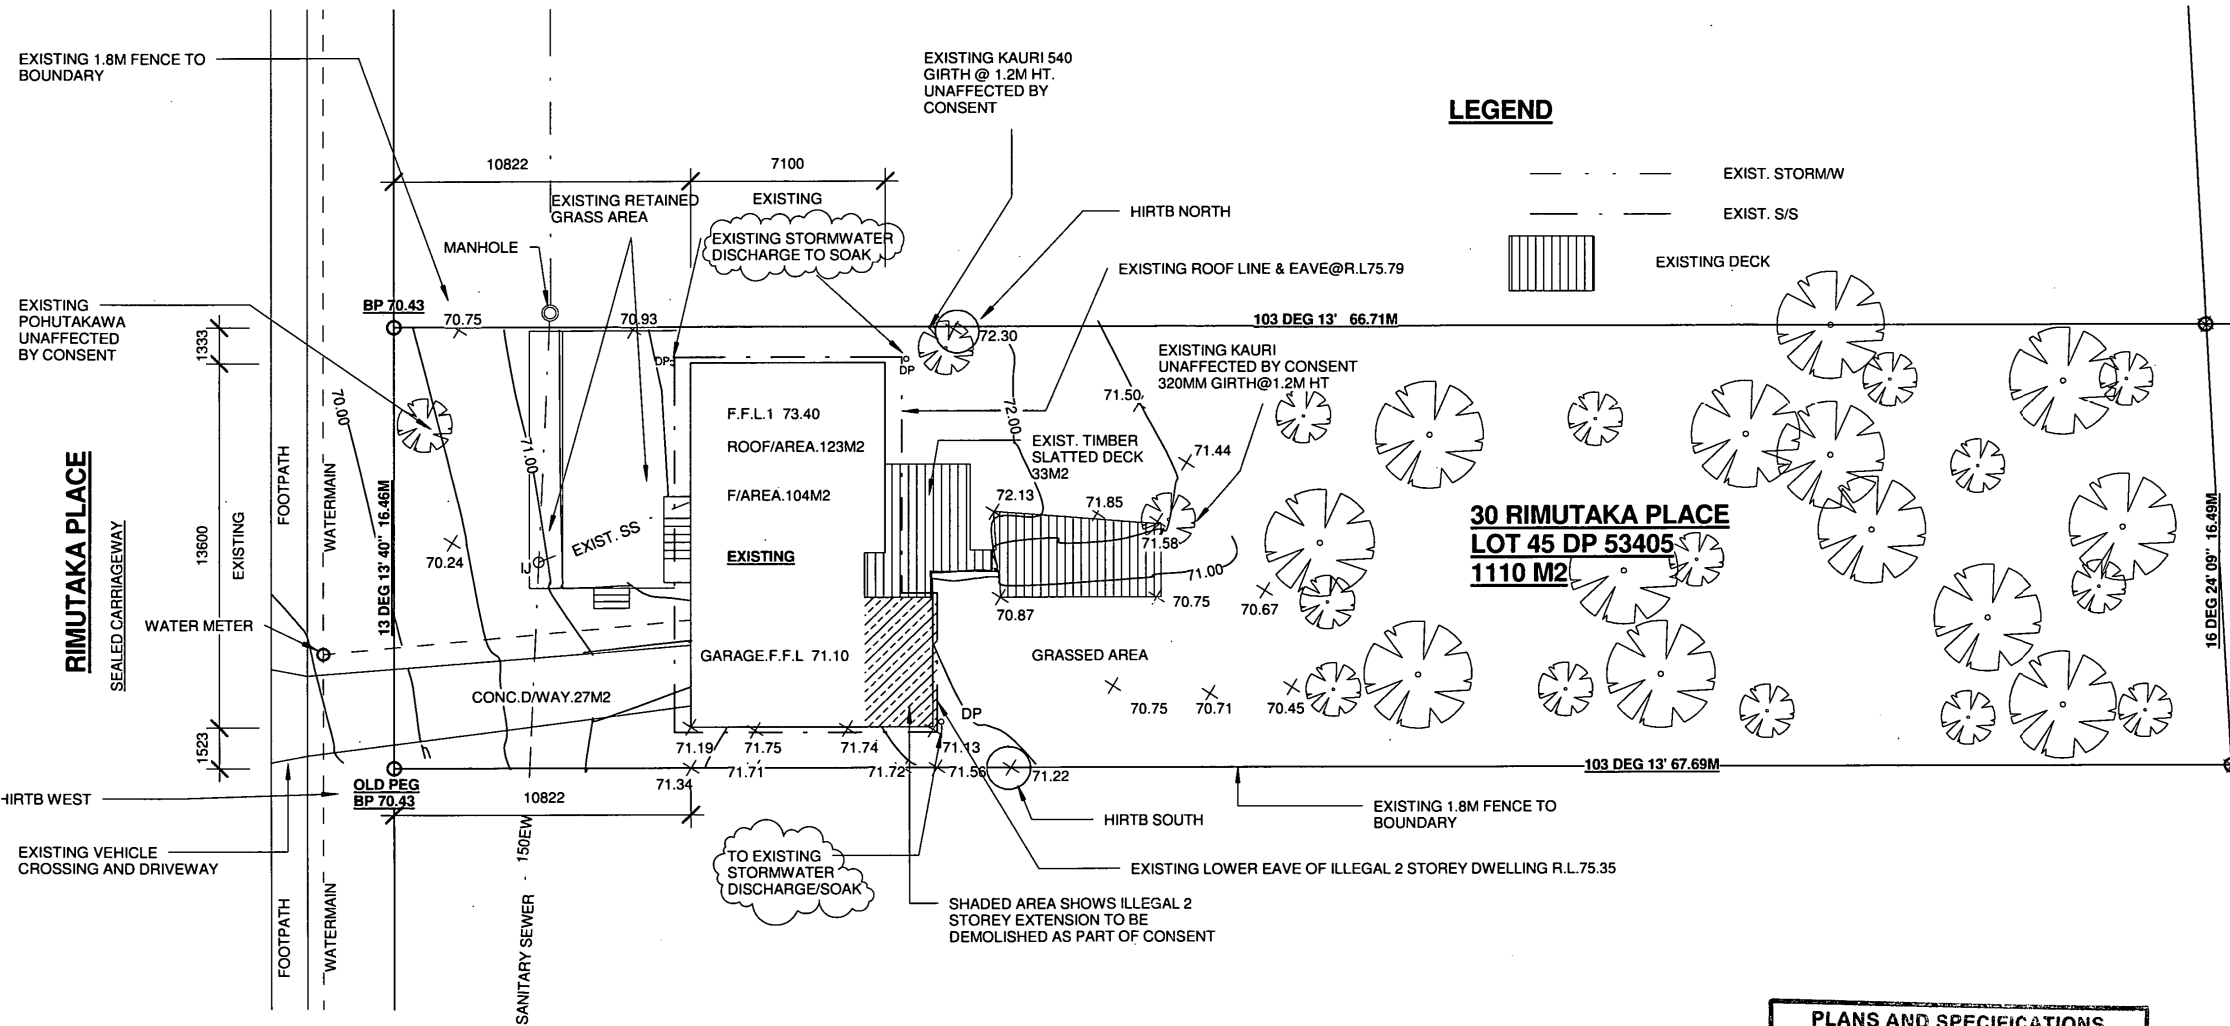 EXISTING 1.8M FENCE TO
BOUNDARY
EXISTING KAURI 540
GIRTH @ 1.2M HT.
UNAFFECTED BY
CONSENT
LEGEND
EXIST. STORM/W
EXIST. S/S
EXISTING DECK
10822
7100
EXISTING
EXISTING RETAINED
GRASS AREA
MANHOLE
EXISTING STORMWATER
DISCHARGE TO SOAK
HIRTB NORTH
EXISTING ROOF LINE & EAVE@R.L75.79
EXISTING
POHUTAKAWA
UNAFFECTED
BY CONSENT
BP 70.43
70.75
70.93
72.30
103 DEG 13' 66.71M
1333
DP
DP
EXISTING KAURI
UNAFFECTED BY CONSENT
320MM GIRTH@1.2M HT
70.00
71.00
72.00
71.50
71.44
F.F.L.1 73.40
ROOF/AREA.123M2
F/AREA.104M2
EXISTING
EXIST. TIMBER
SLATTED DECK
33M2
RIMUTAKA PLACE
SEALED CARRIAGEWAY
FOOTPATH
WATERMAIN
13600
EXISTING
13 DEG 13' 40" 16.46M
70.24
IJ
EXIST. SS
72.13
71.85
71.58
71.00
70.87
70.75
70.67
30 RIMUTAKA PLACE
LOT 45 DP 53405
1110 M2
16 DEG 24' 09" 16.49M
WATER METER
GARAGE.F.F.L 71.10
GRASSED AREA
CONC.D/WAY.27M2
70.75
70.71
70.45
DP
1523
71.19
71.75
71.74
71.13
71.34
71.71
71.72
71.56
71.22
103 DEG 13' 67.69M
OLD PEG
BP 70.43
10822
HIRTB WEST
EXISTING VEHICLE
CROSSING AND DRIVEWAY
FOOTPATH
WATERMAIN
SANITARY SEWER - 150EW
TO EXISTING
STORMWATER
DISCHARGE/SOAK
HIRTB SOUTH
EXISTING 1.8M FENCE TO
BOUNDARY
EXISTING LOWER EAVE OF ILLEGAL 2 STOREY DWELLING R.L.75.35
SHADED AREA SHOWS ILLEGAL 2
STOREY EXTENSION TO BE
DEMOLISHED AS PART OF CONSENT
PLANS AND SPECIFICATIONS